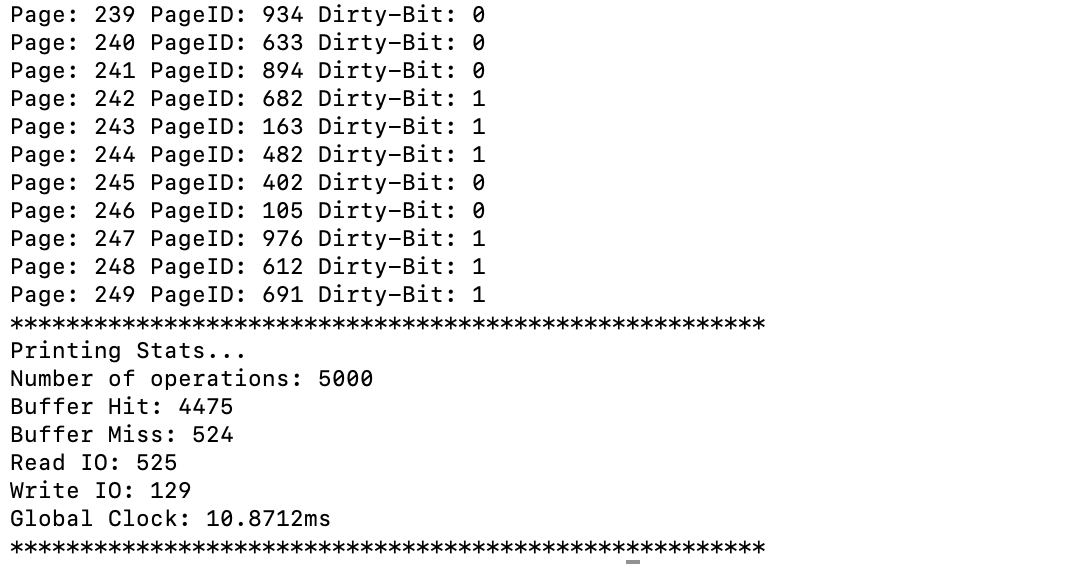 Page: 239 PageID: 934 Dirty-Bit: 0
Page: 240 PageID: 633 Dirty-Bit: 0
Page: 241 PageID: 894 Dirty-Bit: 0
Page: 242 PageID: 682 Dirty-Bit: 1
Page: 243 PageID: 163 Dirty-Bit: 1
Page: 244 PageID: 482 Dirty-Bit: 1
Page: 245 PageID: 402 Dirty-Bit: 0
Page: 246 PageID: 105 Dirty-Bit: 0
Page: 247 PageID: 976 Dirty-Bit: 1
Page: 248 PageID: 612 Dirty-Bit: 1
Page: 249 PageID: 691 Dirty-Bit: 1
******************************************************
Printing Stats...
Number of operations: 5000
Buffer Hit: 4475
Buffer Miss: 524
Read IO: 525
Write IO: 129
Global Clock: 10.8712ms
******************************************************